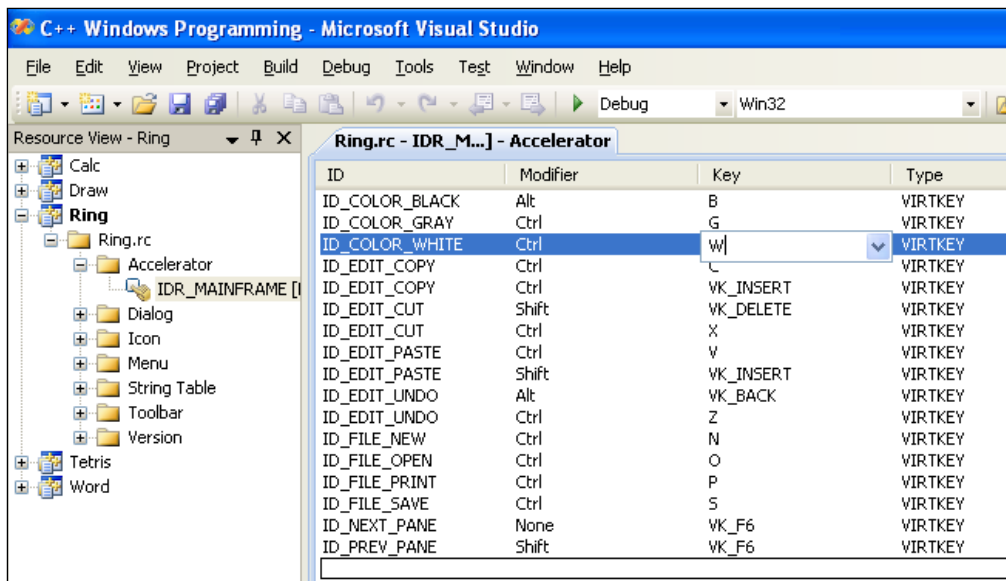 C++ Windows Programming - Microsoft Visual Studio
File Edit View Project Build Debug Tools Test Window Help
Debug Win32
Resource View - Ring
Calc
Draw
Ring
Ring.rc
Accelerator
IDR_MAINFRAME [
Dialog
Icon
Menu
String Table
Toolbar
Version
Tetris
Word
Ring.rc - IDR_M...] - Accelerator
ID Modifier Key Type
ID_COLOR_BLACK Alt B VIRTKEY
ID_COLOR_GRAY Ctrl G VIRTKEY
ID_COLOR_WHITE Ctrl W VIRTKEY
ID_EDIT_COPY Ctrl C VIRTKEY
ID_EDIT_COPY Ctrl VK_INSERT VIRTKEY
ID_EDIT_CUT Shift VK_DELETE VIRTKEY
ID_EDIT_CUT Ctrl X VIRTKEY
ID_EDIT_PASTE Ctrl V VIRTKEY
ID_EDIT_PASTE Shift VK_INSERT VIRTKEY
ID_EDIT_UNDO Alt VK_BACK VIRTKEY
ID_EDIT_UNDO Ctrl Z VIRTKEY
ID_FILE_NEW Ctrl N VIRTKEY
ID_FILE_OPEN Ctrl O VIRTKEY
ID_FILE_PRINT Ctrl P VIRTKEY
ID_FILE_SAVE Ctrl S VIRTKEY
ID_NEXT_PANE None VK_F6 VIRTKEY
ID_PREV_PANE Shift VK_F6 VIRTKEY